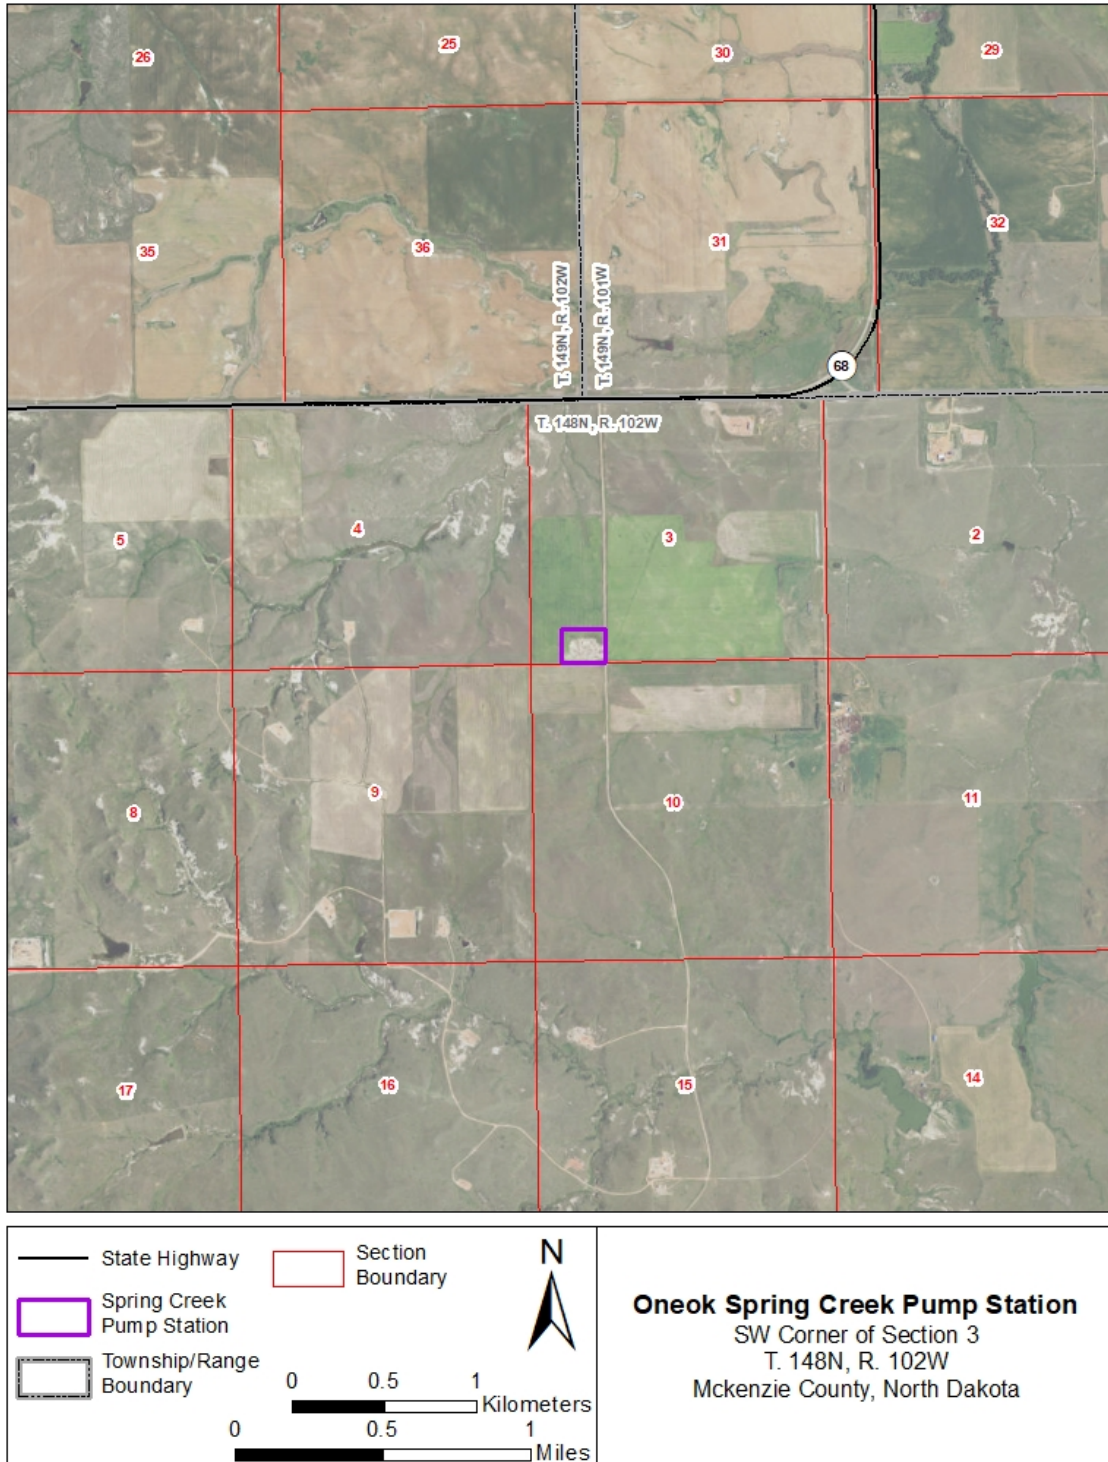 26
25
30
29
35
36
31
32
T. 149N, R. 102W
T. 149N, R. 101W
68
T. 148N, R. 102W
5
4
3
2
8
9
10
11
17
16
15
14
State Highway
Spring Creek
Pump Station
Township/Range
Boundary
Section
Boundary
N
0 0.5 1
Kilometers
0 0.5 1
Miles
Oneok Spring Creek Pump Station
SW Corner of Section 3
T. 148N, R. 102W
Mckenzie County, North Dakota